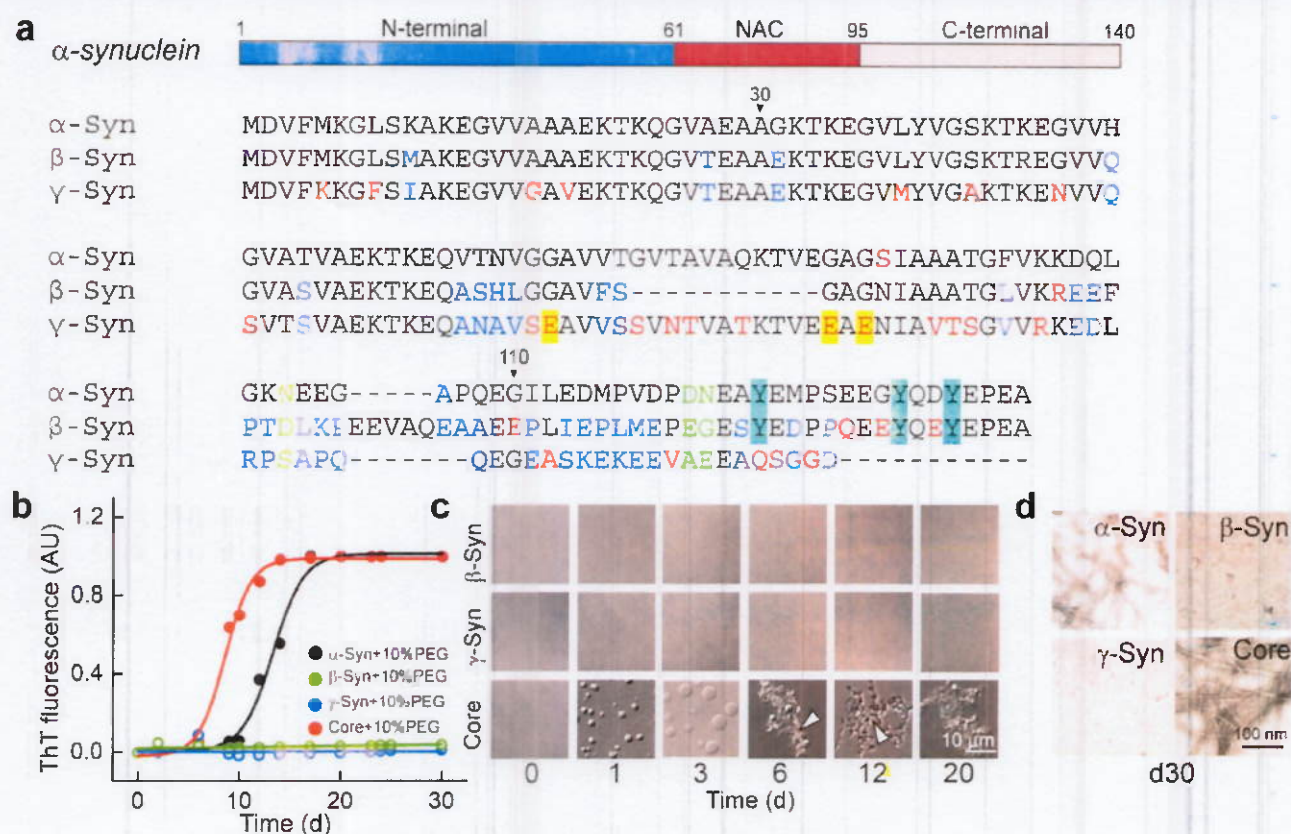 a
1 N-terminal 61 NAC 95 C-terminal 140
α-synuclein
30
α-Syn MDVFMKGLSKAKEGVVAAAEKTKQGVAEAAGKTKEGVLYVGSKTKEGVVH
β-Syn MDVFMKGLSMAKEGVVAAAEKTKQGVTEAAEKTKEGVLYVGSKTREGVVQ
γ-Syn MDVFKKGFSIAKEGVVGAVEKTKQGVTEAAEKTKEGVMYVGAKTKENVVQ
α-Syn GVATVAEKTKEQVTNVGGAVVTGVTAVAQKTVEGAGSIAAATGFVKKDQL
β-Syn GVASVAEKTKEQASHLGGAVFS-----------GAGNIAAATGLVKREEF
γ-Syn SVTSVAEKTKEQANAVSEAVVSSVNTVATKTVEEAENIAVTSGVVRKEDL
110
α-Syn GKNEEG-----APQEGILEDMPVDPDNEAYEMPSEEGYQDYEPEA
β-Syn PTDLKEEEVAQEAAEEPLIEPLMEPEGESYEDPPQEEYQEYEPEA
γ-Syn RPSAPQ-------QEGEASKEKEEVAEEAQSGGD-----------
b
1.2
0.8
0.4
0.0
ThT fluorescence (AU)
α-Syn+10%PEG
β-Syn+10%PEG
γ-Syn+10%PEG
Core+10%PEG
0 10 20 30
Time (d)
c
β-Syn
γ-Syn
Core
10 μm
0 1 3 6 12 20
Time (d)
d
α-Syn β-Syn
γ-Syn Core
100 nm
d30